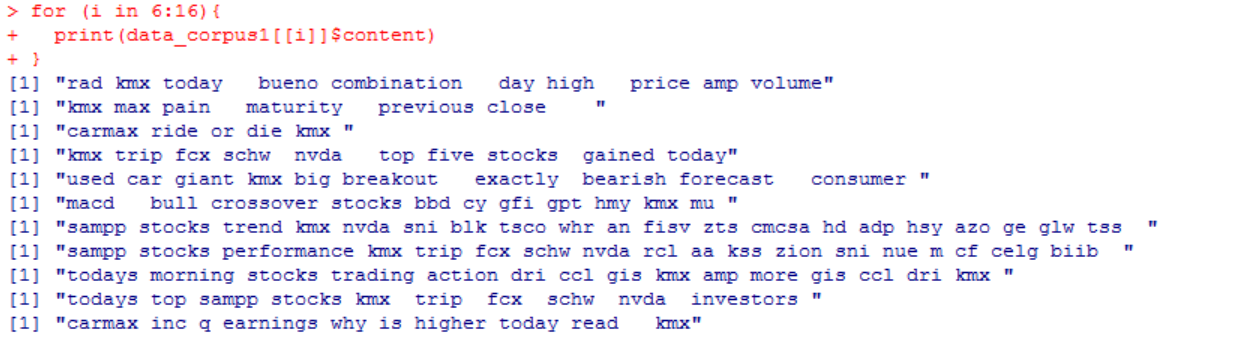 > for (i in 6:16){
+   print(data_corpus1[[i]]$content)
+ }
[1] "rad kmx today   bueno combination   day high   price amp volume"
[1] "kmx max pain   maturity   previous close    "
[1] "carmax ride or die kmx "
[1] "kmx trip fcx schw  nvda   top five stocks  gained today"
[1] "used car giant kmx big breakout   exactly  bearish forecast   consumer "
[1] "macd   bull crossover stocks bbd cy gfi gpt hmy kmx mu "
[1] "sampp stocks trend kmx nvda sni blk tsco whr an fisv zts cmcsa hd adp hsy azo ge glw tss  "
[1] "sampp stocks performance kmx trip fcx schw nvda rcl aa kss zion sni nue m cf celg biib  "
[1] "todays morning stocks trading action dri ccl gis kmx amp more gis ccl dri kmx "
[1] "todays top sampp stocks kmx  trip  fcx  schw  nvda  investors "
[1] "carmax inc q earnings why is higher today read   kmx"